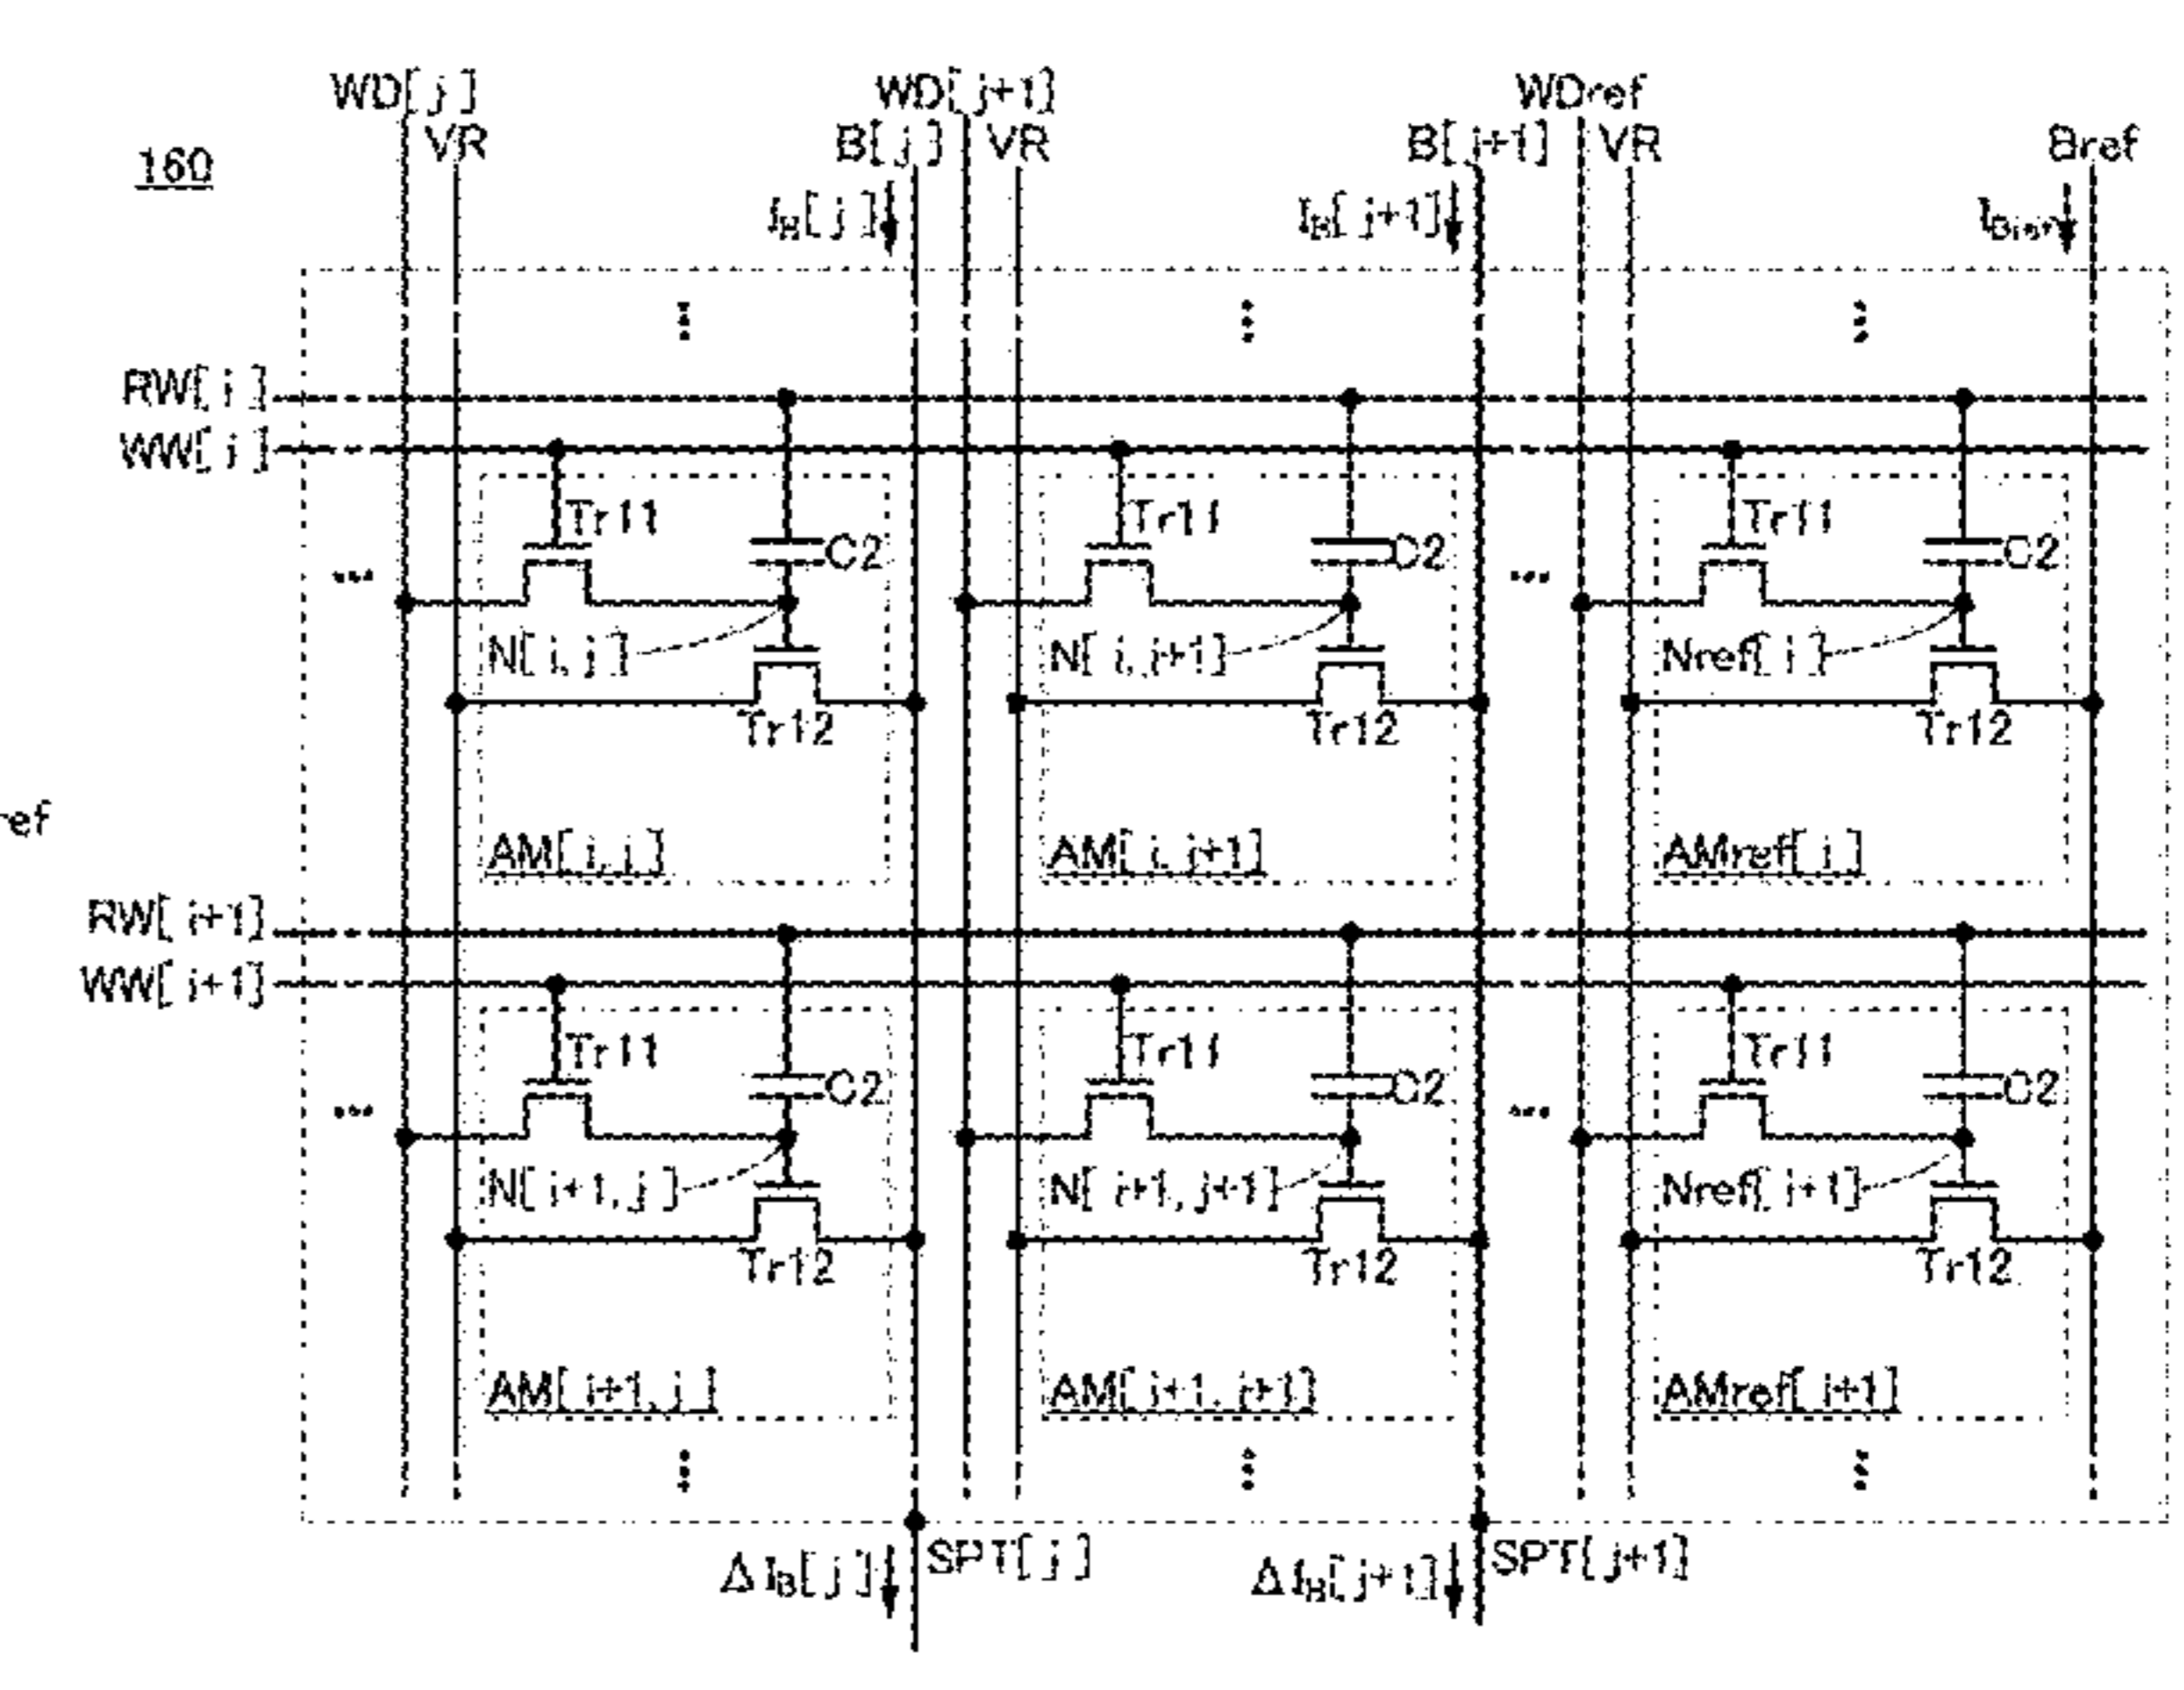 WD[j] WD[j+1] WDref
VR B[j] VR B[j+1] VR Bref
160
I_B[j] I_B[j+1] I_Bref
RW[i]
WW[i]
Tr11 Tr11 Tr11
C2 C2 C2
N[i,j] N[i,j+1] Nref[i]
Tr12 Tr12 Tr12
ref
AM[i,j] AM[i,j+1] AMref[i]
RW[i+1]
WW[i+1]
Tr11 Tr11 Tr11
C2 C2 C2
N[i+1,j] N[i+1,j+1] Nref[i+1]
Tr12 Tr12 Tr12
AM[i+1,j] AM[i+1,j+1] AMref[i+1]
SPT[j] SPT[j+1]
ΔI_B[j] ΔI_B[j+1]